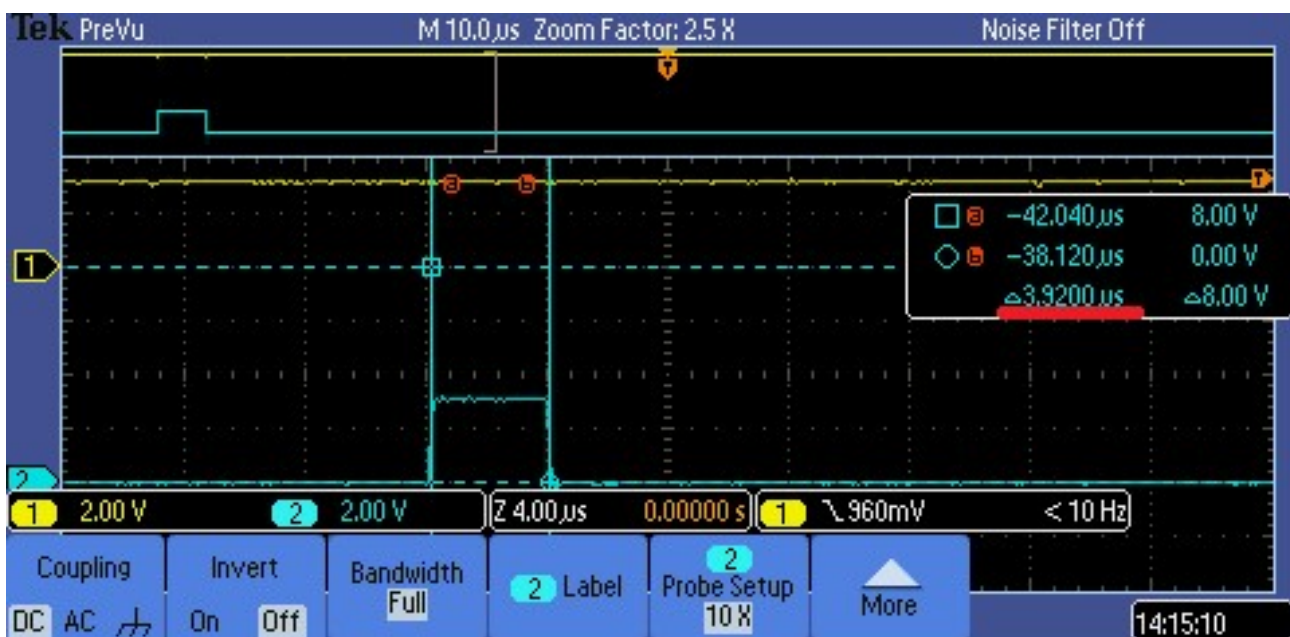 Tek PreVu M 10.0µs Zoom Factor: 2.5 X Noise Filter Off
T
a b T
a −42.040µs 8.00 V
1 b −38.120µs 0.00 V
△3.9200µs △8.00 V
2
1 2.00 V 2 2.00 V Z 4.00µs 0.00000 s 1 960mV < 10 Hz
Coupling Invert Bandwidth 2 Label 2 Probe Setup More
DC AC On Off Full 10 X
14:15:10